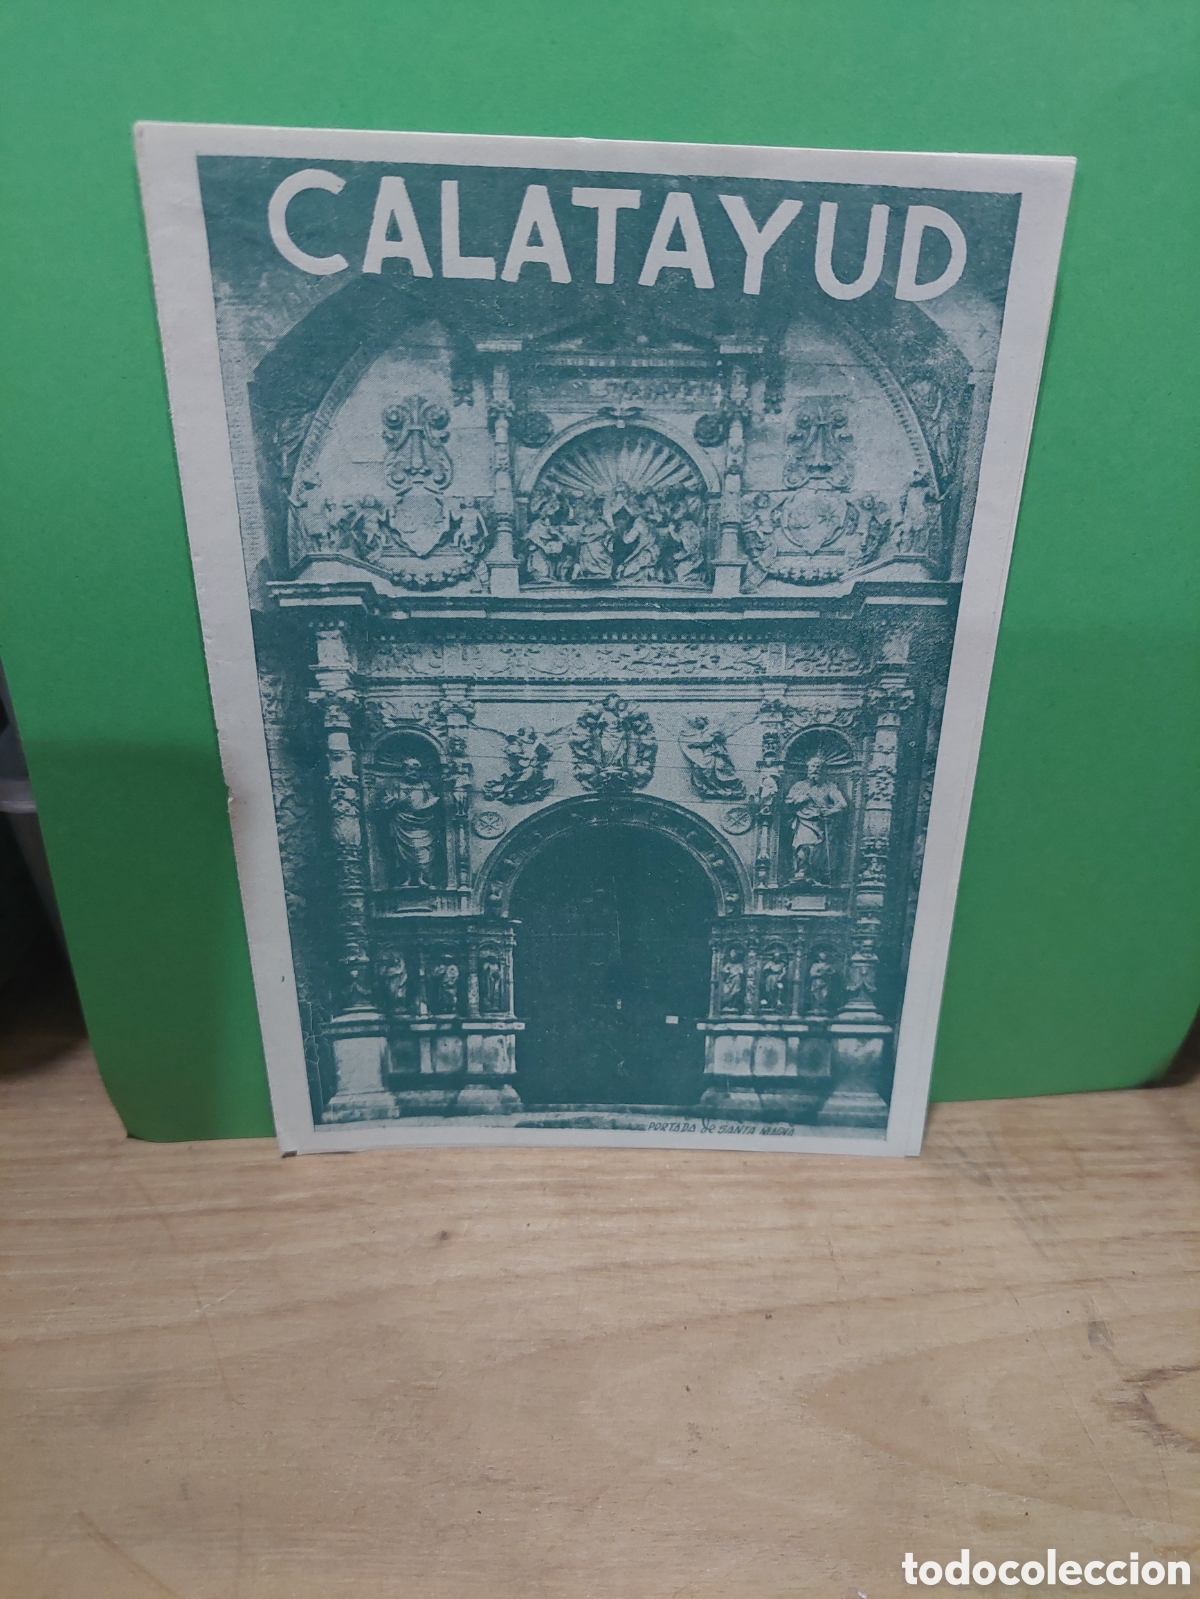 CALATAYUD
PORTADA de SANTA MARIA
todocoleccion